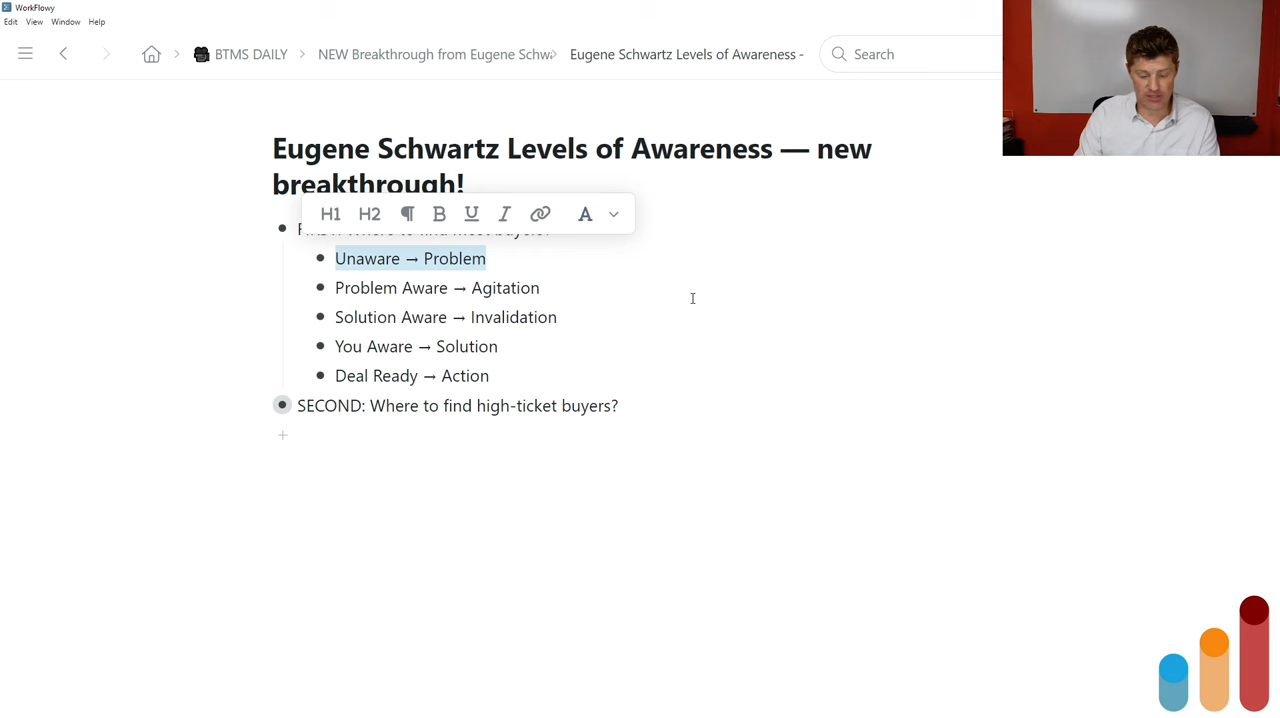 WorkFlowy
Edit View Window Help
BTMS DAILY NEW Breakthrough from Eugene Schw Eugene Schwartz Levels of Awareness - Search
Eugene Schwartz Levels of Awareness — new
breakthrough!
H1 H2 ¶ B U I A
Unaware → Problem
Problem Aware → Agitation
Solution Aware → Invalidation
You Aware → Solution
Deal Ready → Action
SECOND: Where to find high-ticket buyers?